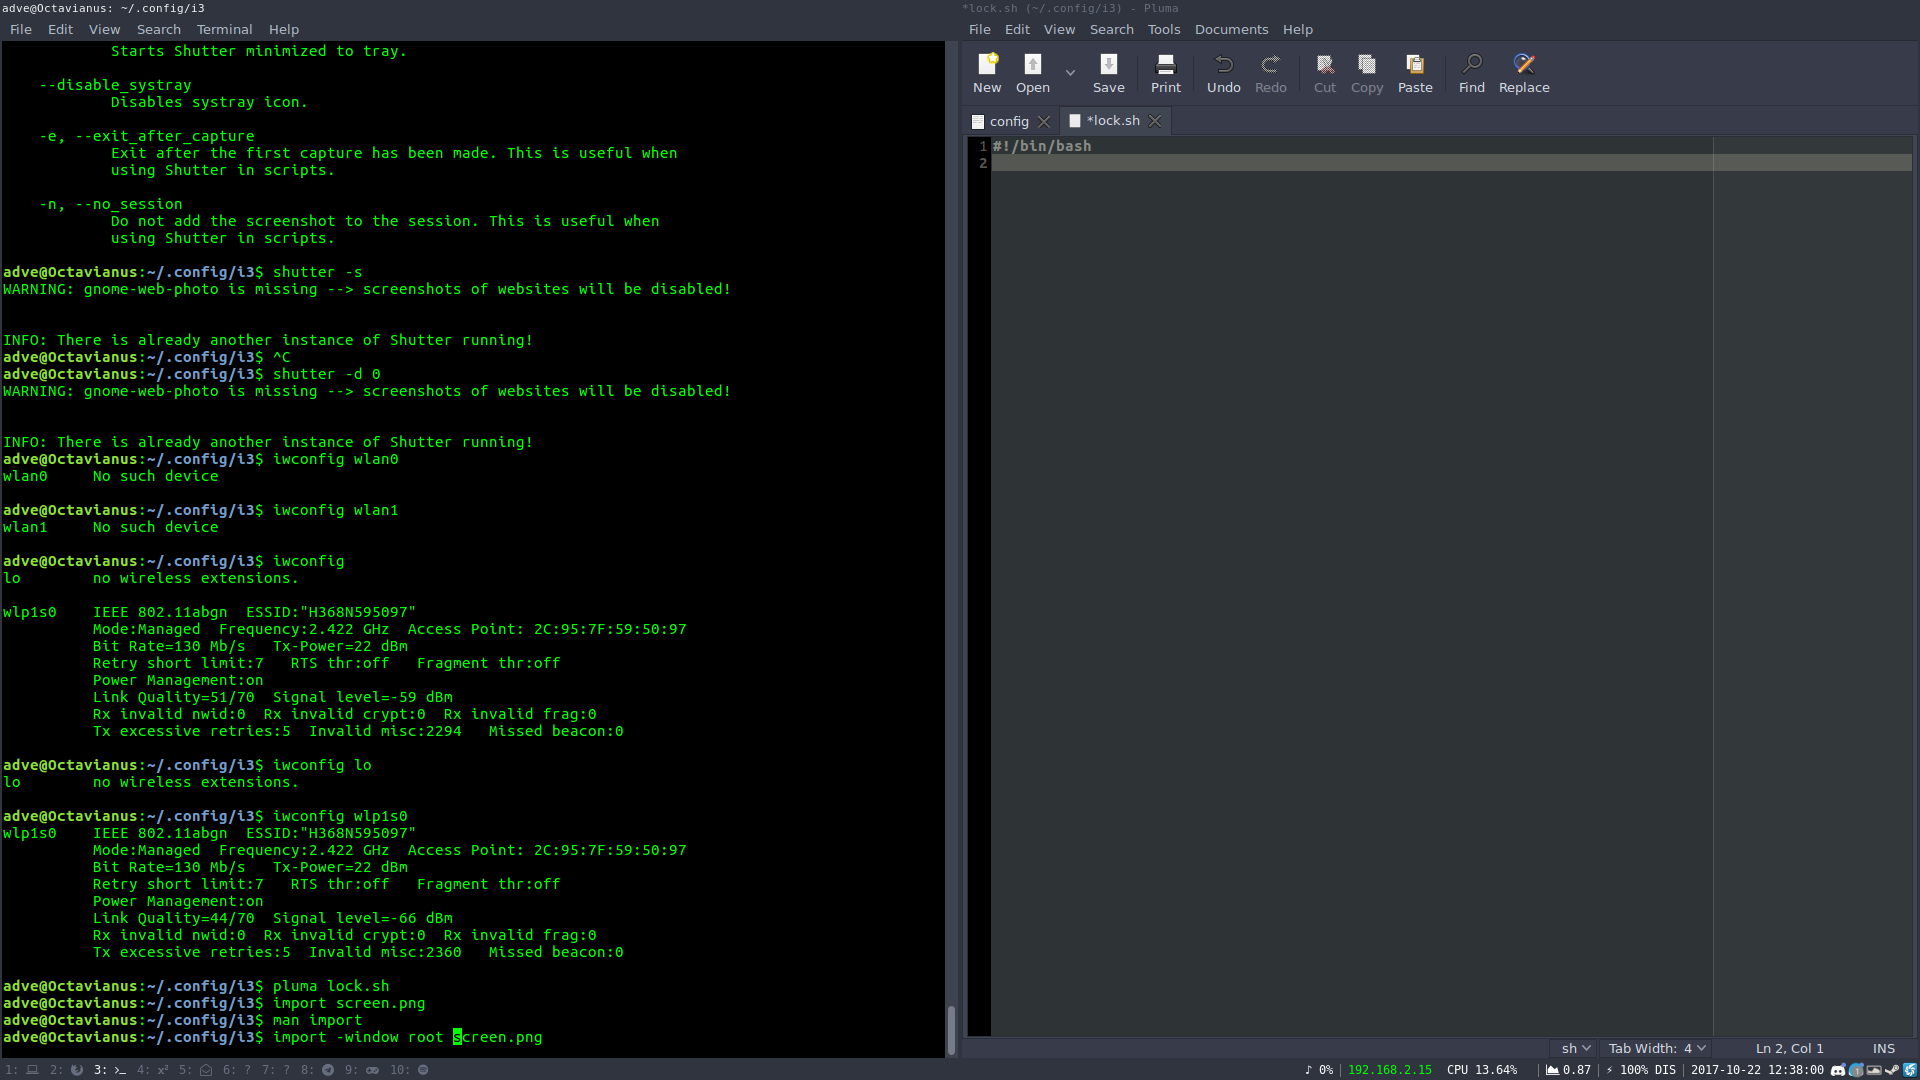 adve@Octavianus: ~/.config/i3
File Edit View Search Terminal Help
Starts Shutter minimized to tray.
--disable_systray
Disables systray icon.
-e, --exit_after_capture
Exit after the first capture has been made. This is useful when
using Shutter in scripts.
-n, --no_session
Do not add the screenshot to the session. This is useful when
using Shutter in scripts.
adve@Octavianus:~/.config/i3$ shutter -s
WARNING: gnome-web-photo is missing --> screenshots of websites will be disabled!
INFO: There is already another instance of Shutter running!
adve@Octavianus:~/.config/i3$ ^C
adve@Octavianus:~/.config/i3$ shutter -d 0
WARNING: gnome-web-photo is missing --> screenshots of websites will be disabled!
INFO: There is already another instance of Shutter running!
adve@Octavianus:~/.config/i3$ iwconfig wlan0
wlan0     No such device
adve@Octavianus:~/.config/i3$ iwconfig wlan1
wlan1     No such device
adve@Octavianus:~/.config/i3$ iwconfig
lo        no wireless extensions.
wlp1s0    IEEE 802.11abgn  ESSID:"H368N595097"
Mode:Managed  Frequency:2.422 GHz  Access Point: 2C:95:7F:59:50:97
Bit Rate=130 Mb/s   Tx-Power=22 dBm
Retry short limit:7   RTS thr:off   Fragment thr:off
Power Management:on
Link Quality=51/70  Signal level=-59 dBm
Rx invalid nwid:0  Rx invalid crypt:0  Rx invalid frag:0
Tx excessive retries:5  Invalid misc:2294   Missed beacon:0
adve@Octavianus:~/.config/i3$ iwconfig lo
lo        no wireless extensions.
adve@Octavianus:~/.config/i3$ iwconfig wlp1s0
wlp1s0    IEEE 802.11abgn  ESSID:"H368N595097"
Mode:Managed  Frequency:2.422 GHz  Access Point: 2C:95:7F:59:50:97
Bit Rate=130 Mb/s   Tx-Power=22 dBm
Retry short limit:7   RTS thr:off   Fragment thr:off
Power Management:on
Link Quality=44/70  Signal level=-66 dBm
Rx invalid nwid:0  Rx invalid crypt:0  Rx invalid frag:0
Tx excessive retries:5  Invalid misc:2360   Missed beacon:0
adve@Octavianus:~/.config/i3$ pluma lock.sh
adve@Octavianus:~/.config/i3$ import screen.png
adve@Octavianus:~/.config/i3$ man import
adve@Octavianus:~/.config/i3$ import -window root screen.png
*lock.sh (~/.config/i3) - Pluma
File Edit View Search Tools Documents Help
New Open Save Print Undo Redo Cut Copy Paste Find Replace
config *lock.sh
1 #!/bin/bash
2
sh Tab Width: 4 Ln 2, Col 1 INS
1: 2: 3: >_ 4: x² 5: 6: ? 7: ? 8: 9: 10: ♪ 0% 192.168.2.15 CPU 13.64% 0.87 ⚡ 100% DIS 2017-10-22 12:38:00